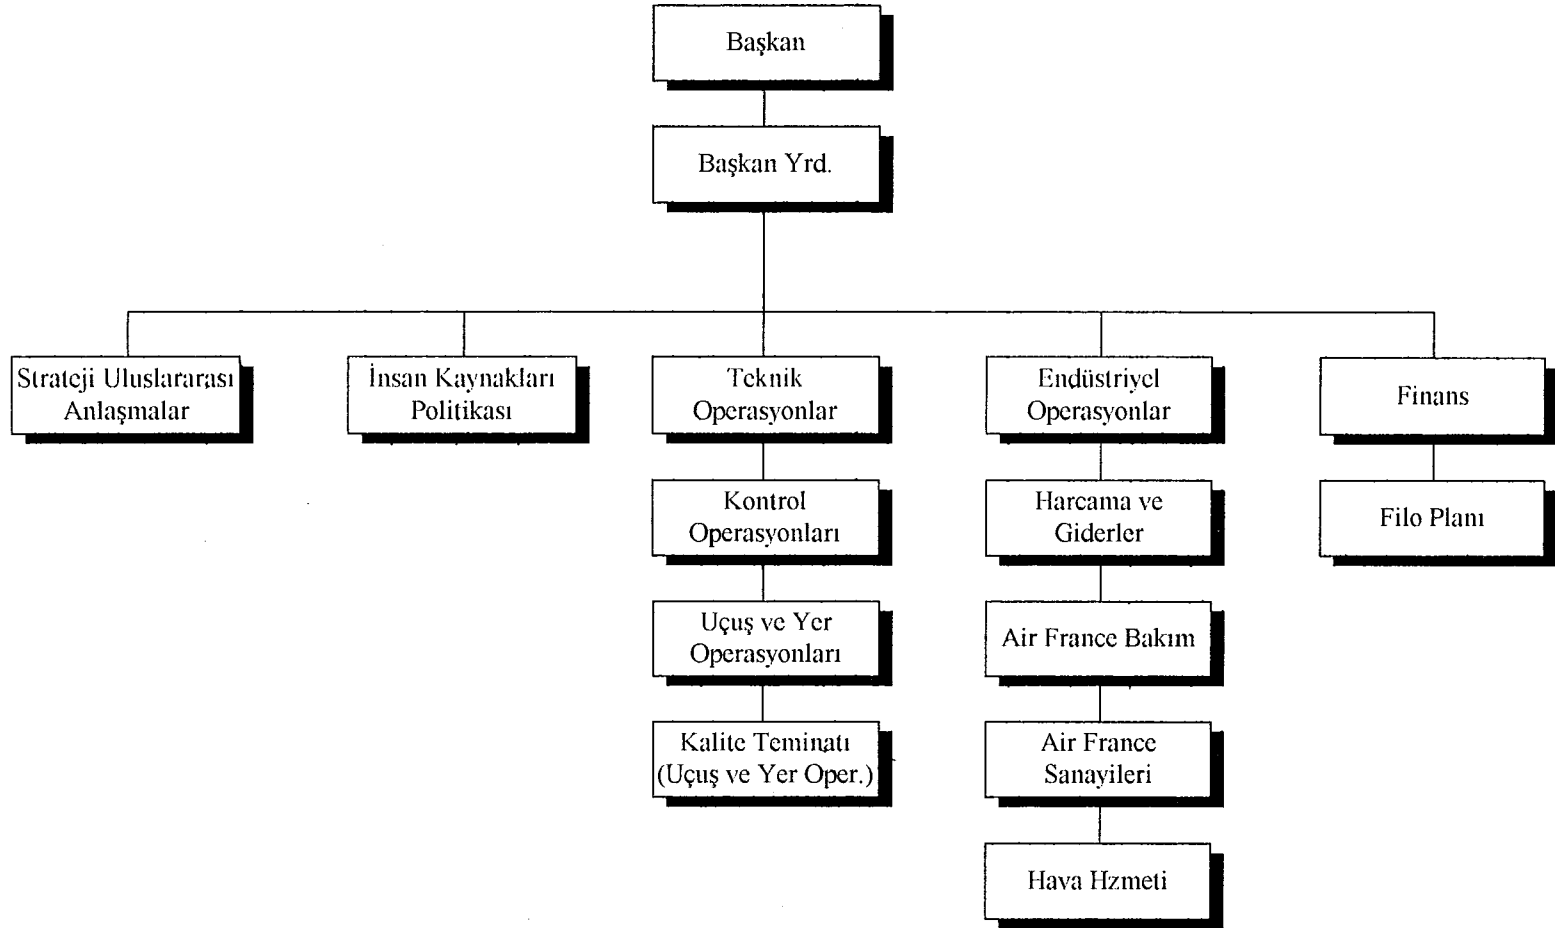 Başkan
Başkan Yrd.
Strateji Uluslararası
Anlaşmalar
İnsan Kaynakları
Politikası
Teknik
Operasyonlar
Endüstriyel
Operasyonlar
Finans
Kontrol
Operasyonları
Harcama ve
Giderler
Filo Planı
Uçuş ve Yer
Operasyonları
Air France Bakım
Kalite Teminatı
(Uçuş ve Yer Oper.)
Air France
Sanayileri
Hava Hzmeti